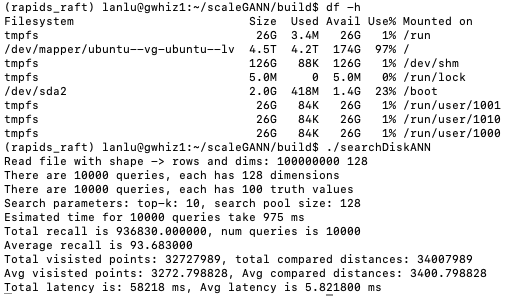 (rapids_raft) lanlu@gwhiz1:~/scaleGANN/build$ df -h
Filesystem Size Used Avail Use% Mounted on
tmpfs 26G 3.4M 26G 1% /run
/dev/mapper/ubuntu--vg-ubuntu--lv 4.5T 4.2T 174G 97% /
tmpfs 126G 88K 126G 1% /dev/shm
tmpfs 5.0M 0 5.0M 0% /run/lock
/dev/sda2 2.0G 418M 1.4G 23% /boot
tmpfs 26G 84K 26G 1% /run/user/1001
tmpfs 26G 84K 26G 1% /run/user/1010
tmpfs 26G 84K 26G 1% /run/user/1000
(rapids_raft) lanlu@gwhiz1:~/scaleGANN/build$ ./searchDiskANN
Read file with shape -> rows and dims: 100000000 128
There are 10000 queries, each has 128 dimensions
There are 10000 queries, each has 100 truth values
Search parameters: top-k: 10, search pool size: 128
Esimated time for 10000 queries take 975 ms
Total recall is 936830.000000, num queries is 10000
Average recall is 93.683000
Total visisted points: 32727989, total compared distances: 34007989
Avg visited points: 3272.798828, Avg compared distances: 3400.798828
Total latency is: 58218 ms, Avg latency is 5.821800 ms